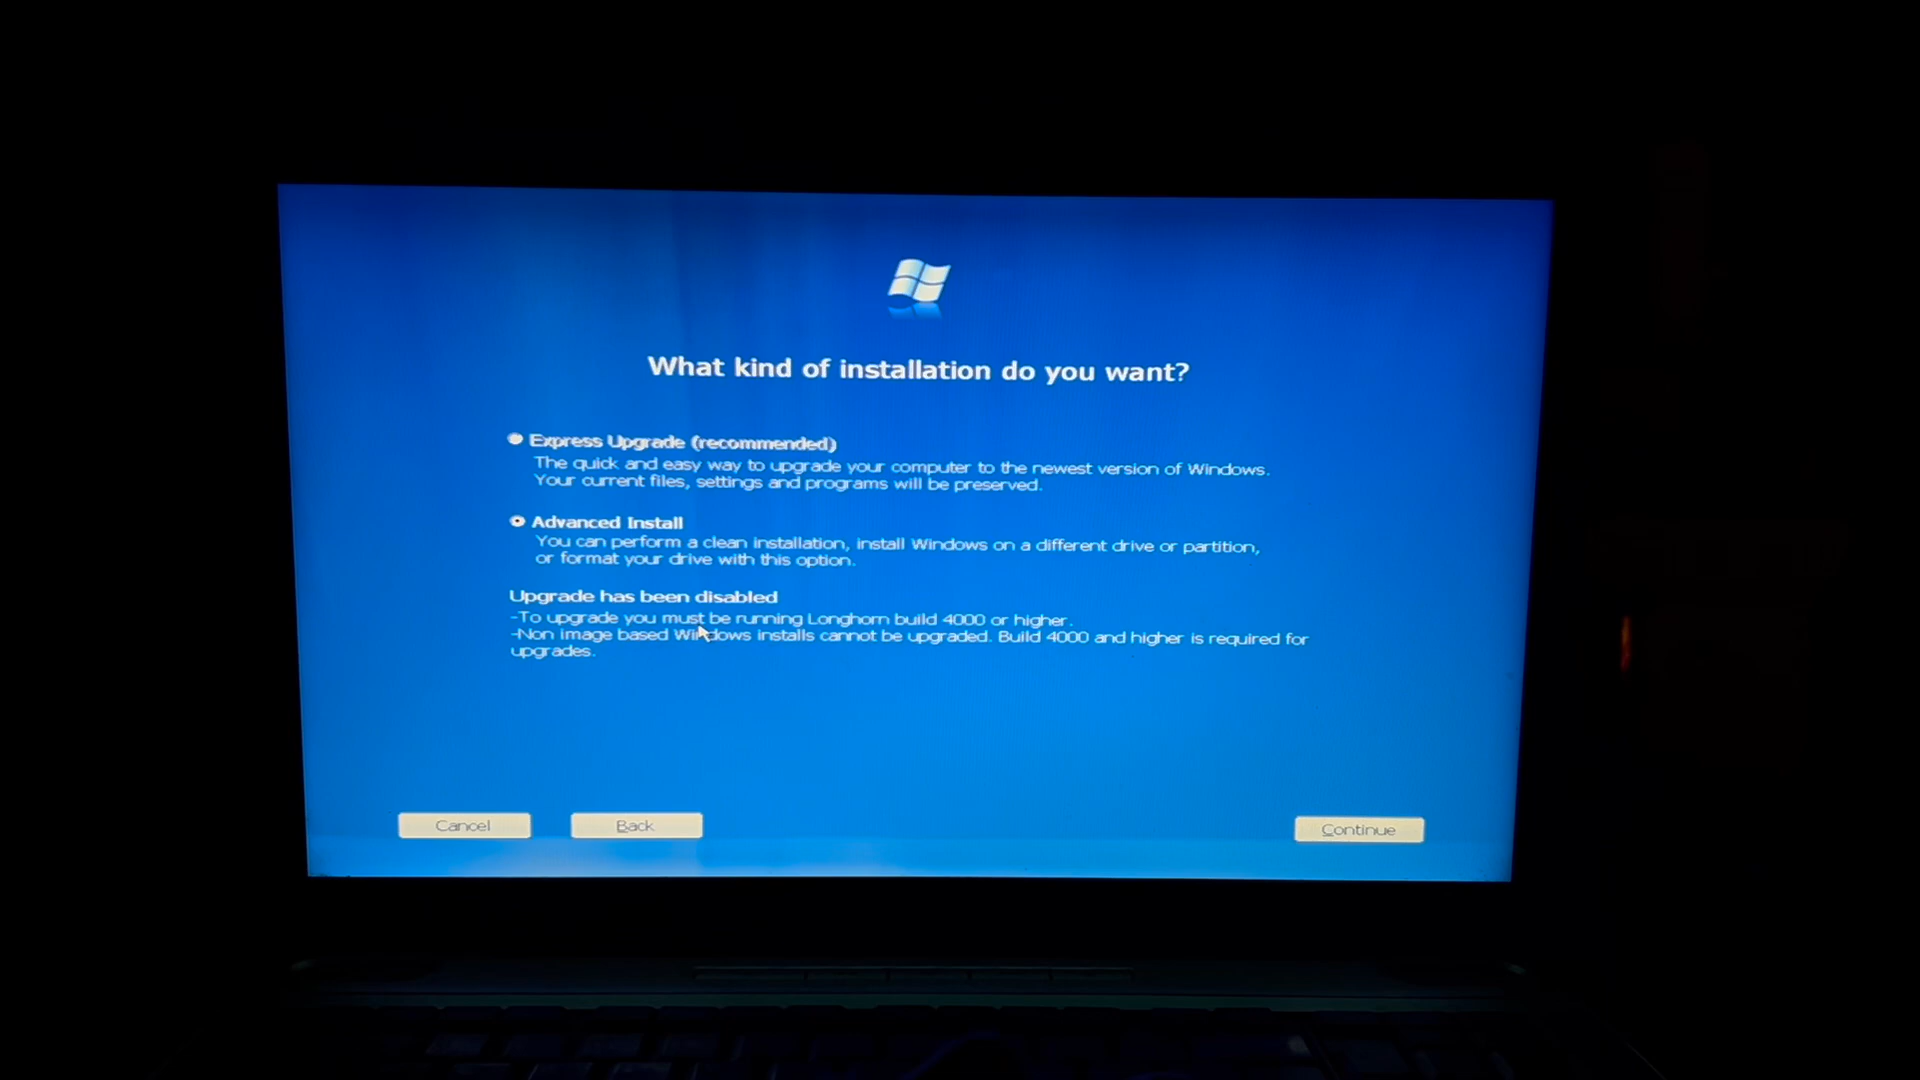 What kind of installation do you want?
Express Upgrade (recommended)
The quick and easy way to upgrade your computer to the newest version of Windows.
Your current files, settings and programs will be preserved.
Advanced Install
You can perform a clean installation, install Windows on a different drive or partition,
or format your drive with this option.
Upgrade has been disabled
-To upgrade you must be running Longhorn build 4000 or higher.
-Non image based Windows installs cannot be upgraded. Build 4000 and higher is required for
upgrades.
Cancel
Back
Continue